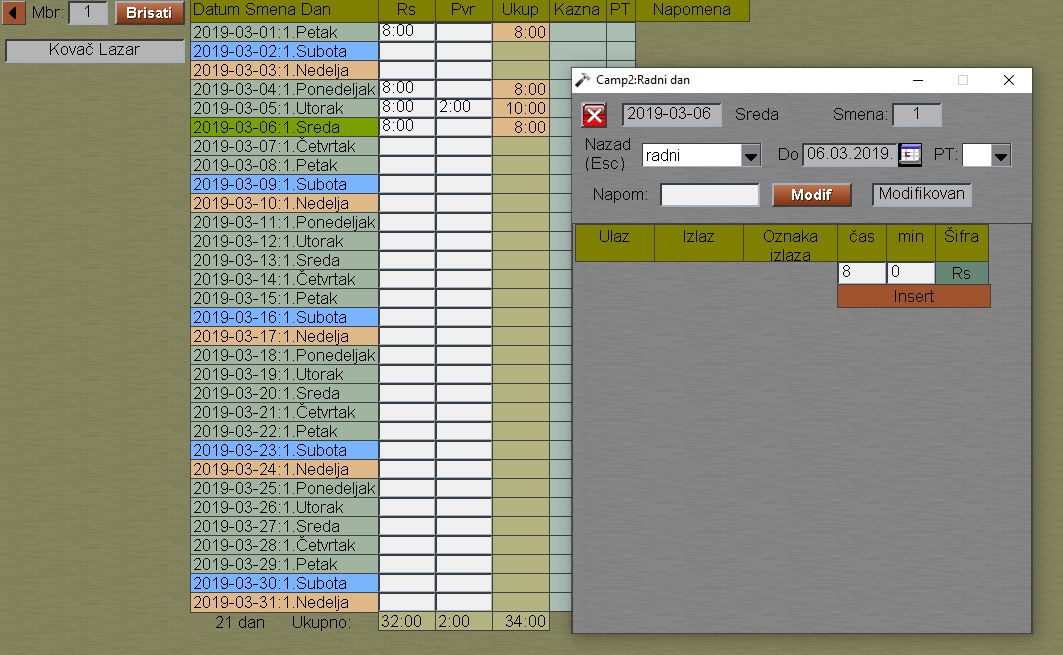 Mbr: 1 Brisati
Kovač Lazar
Datum Smena Dan Rs Pvr Ukup Kazna PT Napomena
2019-03-01:1.Petak 8:00 8:00
2019-03-02:1.Subota
2019-03-03:1.Nedelja
2019-03-04:1.Ponedeljak 8:00 8:00
2019-03-05:1.Utorak 8:00 2:00 10:00
2019-03-06:1.Sreda 8:00 8:00
2019-03-07:1.Četvrtak
2019-03-08:1.Petak
2019-03-09:1.Subota
2019-03-10:1.Nedelja
2019-03-11:1.Ponedeljak
2019-03-12:1.Utorak
2019-03-13:1.Sreda
2019-03-14:1.Četvrtak
2019-03-15:1.Petak
2019-03-16:1.Subota
2019-03-17:1.Nedelja
2019-03-18:1.Ponedeljak
2019-03-19:1.Utorak
2019-03-20:1.Sreda
2019-03-21:1.Četvrtak
2019-03-22:1.Petak
2019-03-23:1.Subota
2019-03-24:1.Nedelja
2019-03-25:1.Ponedeljak
2019-03-26:1.Utorak
2019-03-27:1.Sreda
2019-03-28:1.Četvrtak
2019-03-29:1.Petak
2019-03-30:1.Subota
2019-03-31:1.Nedelja
21 dan Ukupno: 32:00 2:00 34:00
Camp2:Radni dan
2019-03-06 Sreda Smena: 1
Nazad
(Esc) radni Do 06.03.2019. PT:
Napom: Modif Modifikovan
Ulaz Izlaz Oznaka izlaza čas min Šifra
8 0 Rs
Insert